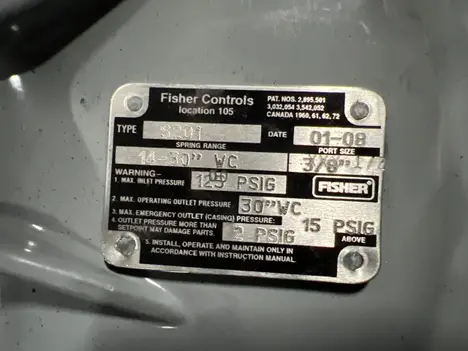 Fisher Controls
location 105
PAT. NOS. 2,895,501
3,032,054 3,542,052
CANADA 1960, 61, 62, 72
TYPE S201 DATE 01-08
SPRING RANGE PORT SIZE
14-30" WC 3/8"
WARNING -
1. MAX. INLET PRESSURE 125 PSIG
FISHER
2. MAX. OPERATING OUTLET PRESSURE 30" WC
3. MAX. EMERGENCY OUTLET (CASING) PRESSURE: 15 PSIG
4. OUTLET PRESSURE MORE THAN 2 PSIG ABOVE
SETPOINT MAY DAMAGE PARTS.
5. INSTALL, OPERATE AND MAINTAIN ONLY IN
ACCORDANCE WITH INSTRUCTION MANUAL.